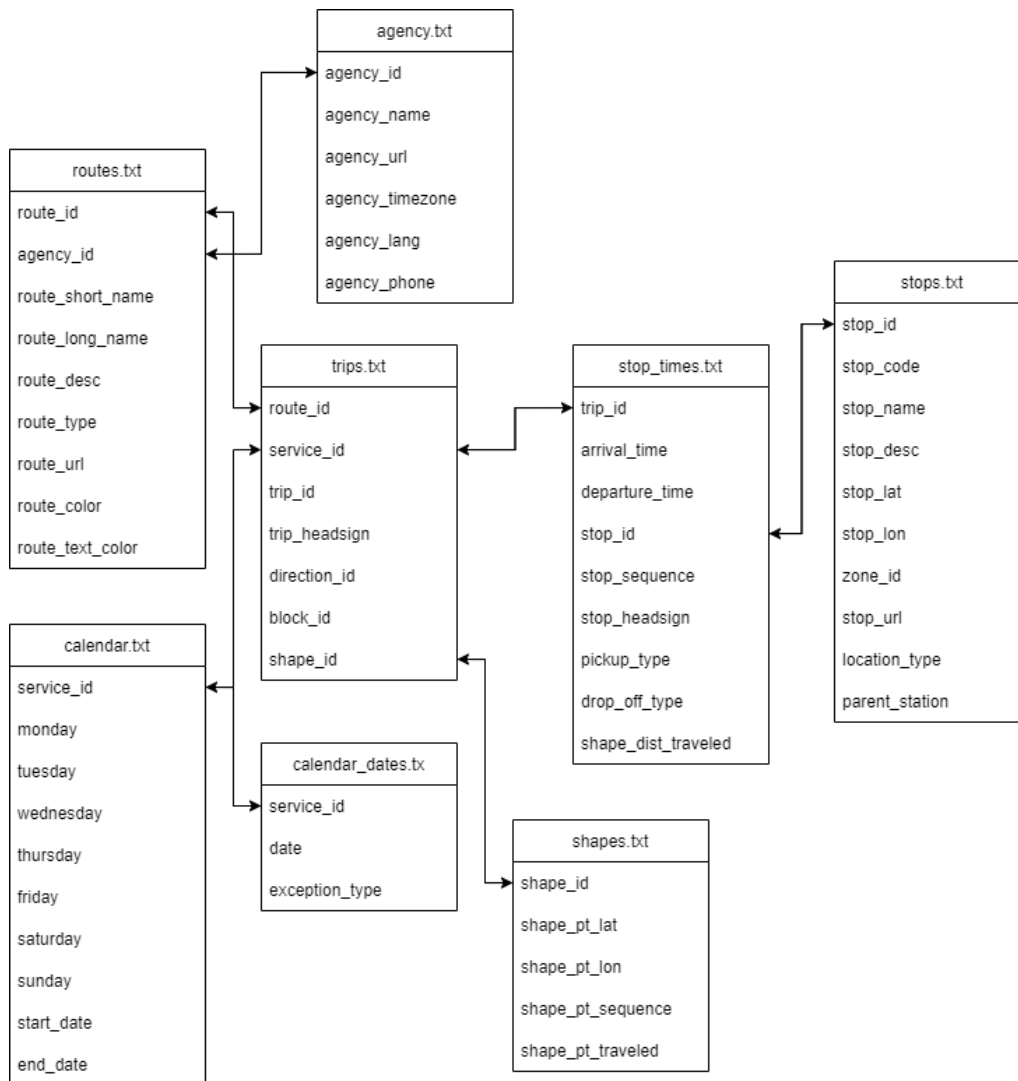 agency.txt
agency_id
agency_name
agency_url
agency_timezone
agency_lang
agency_phone
routes.txt
route_id
agency_id
route_short_name
route_long_name
route_desc
route_type
route_url
route_color
route_text_color
trips.txt
route_id
service_id
trip_id
trip_headsign
direction_id
block_id
shape_id
stop_times.txt
trip_id
arrival_time
departure_time
stop_id
stop_sequence
stop_headsign
pickup_type
drop_off_type
shape_dist_traveled
stops.txt
stop_id
stop_code
stop_name
stop_desc
stop_lat
stop_lon
zone_id
stop_url
location_type
parent_station
calendar.txt
service_id
monday
tuesday
wednesday
thursday
friday
saturday
sunday
start_date
end_date
calendar_dates.tx
service_id
date
exception_type
shapes.txt
shape_id
shape_pt_lat
shape_pt_lon
shape_pt_sequence
shape_pt_traveled